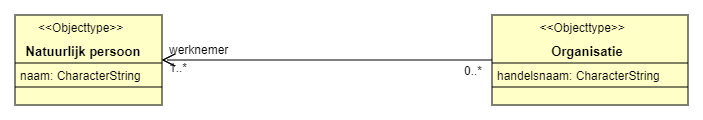 <<Objecttype>>
Natuurlijk persoon
naam: CharacterString
werknemer
1..*
0..*
<<Objecttype>>
Organisatie
handelsnaam: CharacterString